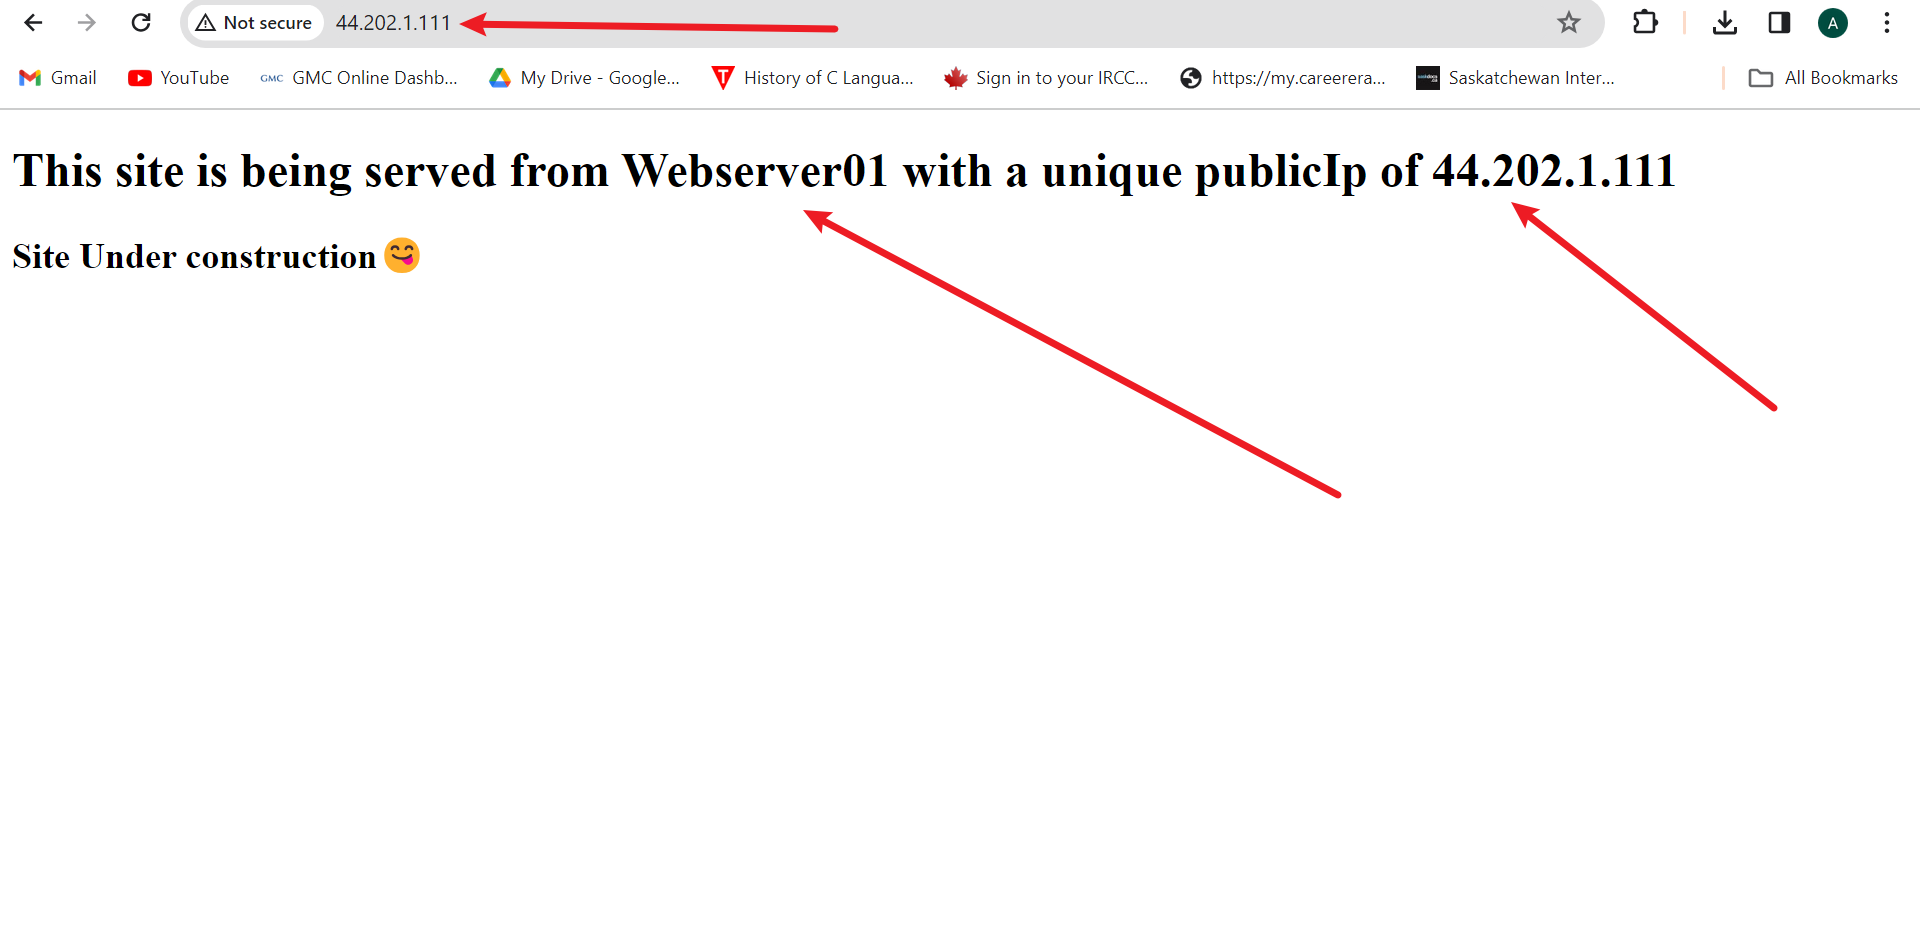 Not secure 44.202.1.111 A
Gmail YouTube GMC GMC Online Dashb... My Drive - Google... T History of C Langua... Sign in to your IRCC... https://my.careerera... Saskatchewan Inter... All Bookmarks
This site is being served from Webserver01 with a unique publicIp of 44.202.1.111
Site Under construction 😋